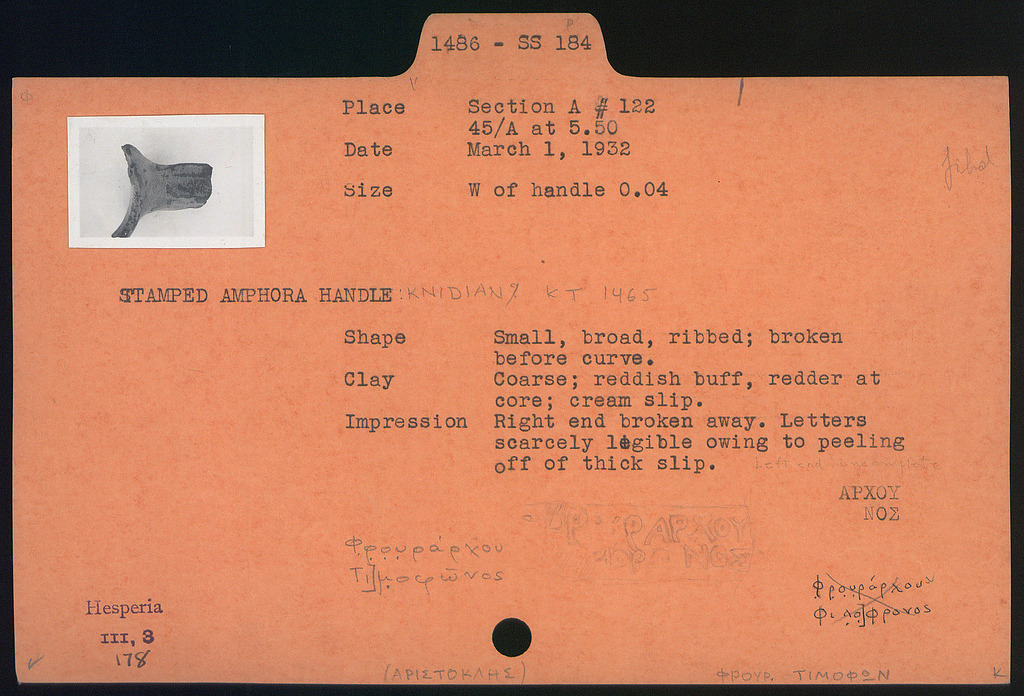 1486 - SS 184
Place Section A # 122
45/A at 5.50
Date March 1, 1932
Size W of handle 0.04
STAMPED AMPHORA HANDLE: KNIDIAN KT 1465
Shape Small, broad, ribbed; broken
before curve.
Clay Coarse; reddish buff, redder at
core; cream slip.
Impression Right end broken away. Letters
scarcely legible owing to peeling
off of thick slip.
ΑΡΧΟΥ
ΝΟΣ
ΑΡΧΟΥ
ΝΟΣ
Φρουράρχου
Τι]μοφῶνος
Φρουράρχου
Φιλο]φρονος
Hesperia
III, 3
178
(ΑΡΙΣΤΟΚΛΗΣ)
ΦΡΟΥΡ. ΤΙΜΟΦΩΝ
K